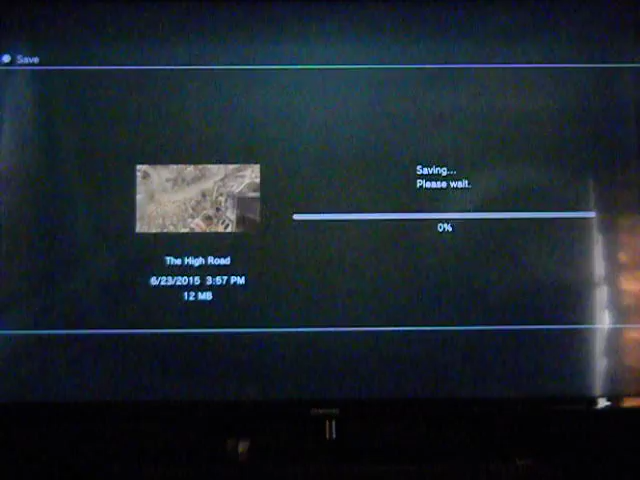 Save
Saving...
Please wait.
0%
The High Road
6/23/2015 3:57 PM
12 MB